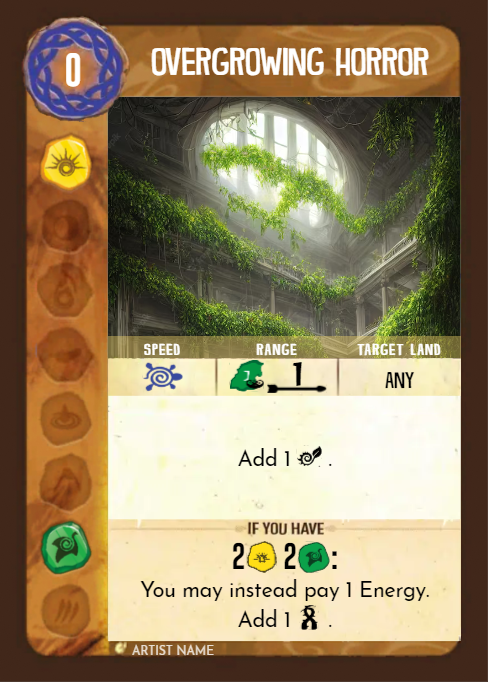 0
OVERGROWING HORROR
SPEED RANGE TARGET LAND
1 ANY
Add 1 .
IF YOU HAVE
2 2 :
You may instead pay 1 Energy.
Add 1 .
ARTIST NAME